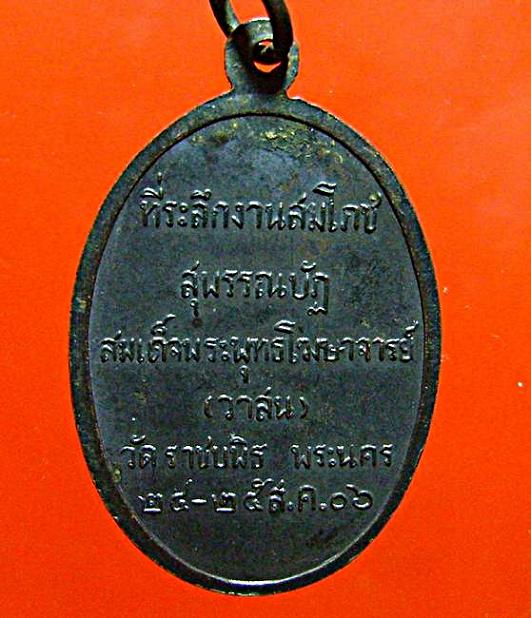 ที่ระลึกงานสมโภช
สุพรรณบัฏ
สมเด็จพระพุทธโฆษาจารย์
(วาสน)
วัดราชบพิธ พระนคร
๒๔-๒๕ส.ค.๐๖